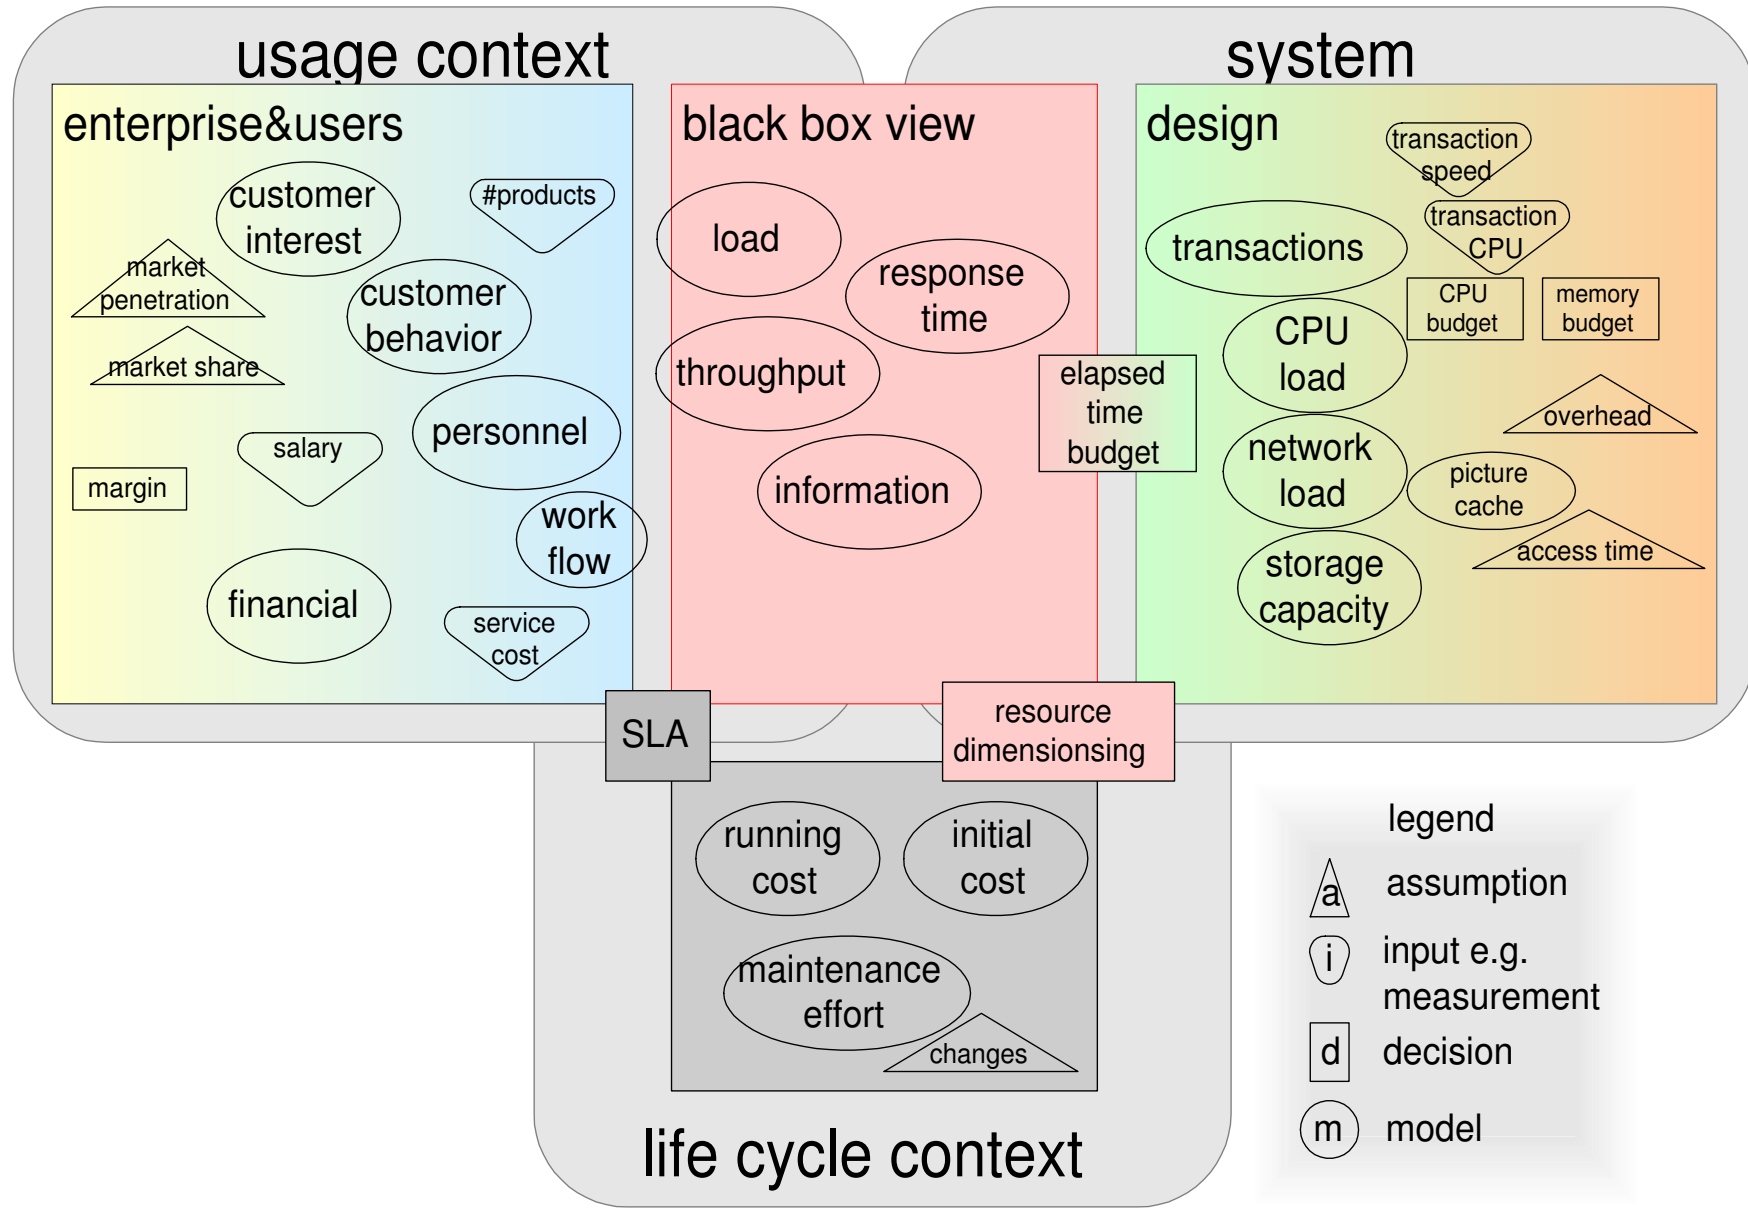 usage context
system
enterprise&users
customer
interest
#products
market
penetration
customer
behavior
market share
personnel
salary
margin
work
flow
financial
service
cost
black box view
load
response
time
throughput
information
elapsed
time
budget
design
transaction
speed
transaction
CPU
transactions
CPU
budget
memory
budget
CPU
load
overhead
network
load
picture
cache
access time
storage
capacity
SLA
resource
dimensionsing
running
cost
initial
cost
maintenance
effort
changes
life cycle context
legend
a
assumption
i
input e.g.
measurement
d
decision
m
model